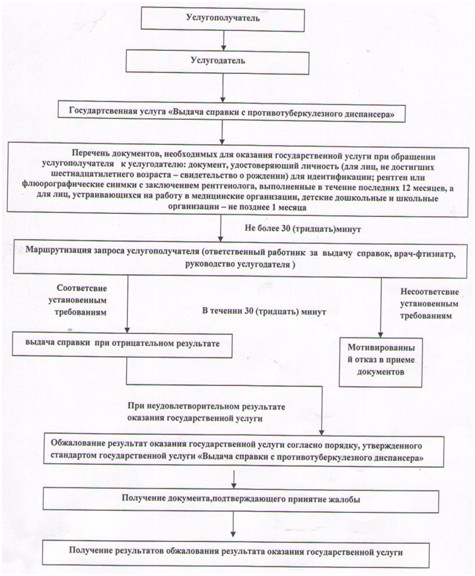 Услугополучатель
Услугодатель
Государтсвенная услуга «Выдача справки с противотуберкулезного диспансера»
Перечень документов, необходимых для оказания государственной услуги при обращении
услугополучателя к услугодателю: документ, удостоверяющий личность (для лиц, не достигших
шестнадцатилетнего возраста – свидетельство о рождении) для идентификации; рентген или
флюорографические снимки с заключением рентгенолога, выполненные в течение последних 12 месяцев, а
для лиц, устраивающихся на работу в медицинские организации, детские дошкольные и школьные
организации – не позднее 1 месяца
Не более 30 (тридцать)минут
Маршрутизация запроса услугополучателя (ответственный работник за выдачу справок, врач-фтизиатр,
руководство услугодателя )
Соответсвие
установенным
требованиям
В течении 30 (тридцать) минут
Несоответсвие
установенным
требованиям
выдача справки при отрицательном результате
Мотивированны
й отказ в приеме
документов
При неудовлетворительном результате
оказания государственной услуги
Обжалование результат оказания государственной услуги согласно порядку, утвержденного
стандартом государственной услуги «Выдача справки с противотуберкулезного диспансера»
Получение документа,подтверждающего принятие жалобы
Получение результатов обжалования результата оказания государственной услуги